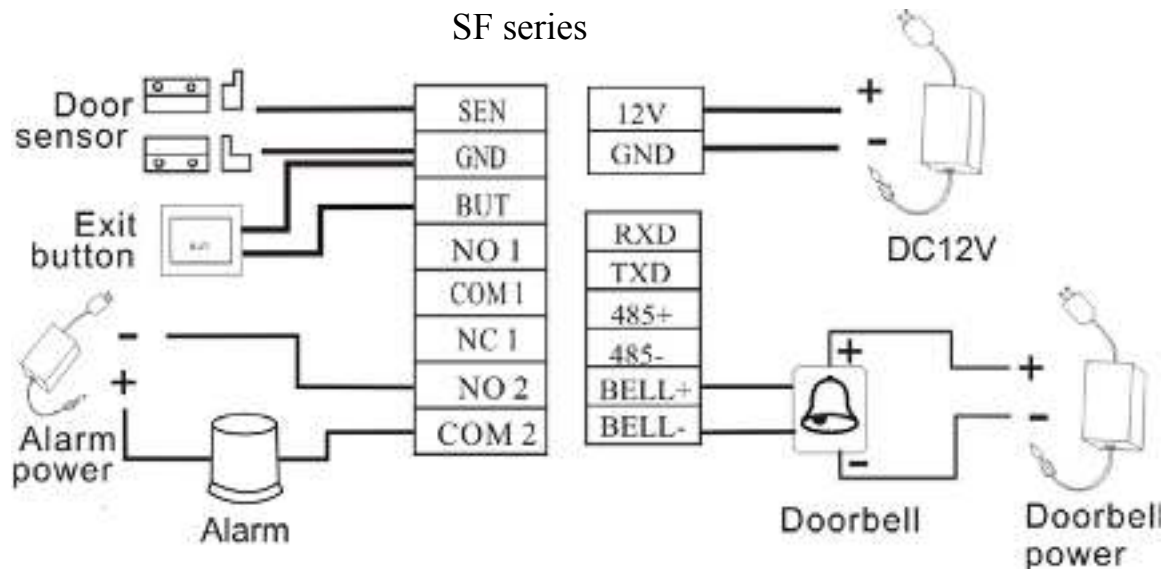 SF series
Door
sensor
Exit
button
-
+
Alarm
power
Alarm
SEN
GND
BUT
NO 1
COM 1
NC 1
NO 2
COM 2
12V
GND
+
-
DC12V
RXD
TXD
485+
485-
BELL+
BELL-
+
-
Doorbell
+
-
Doorbell
power